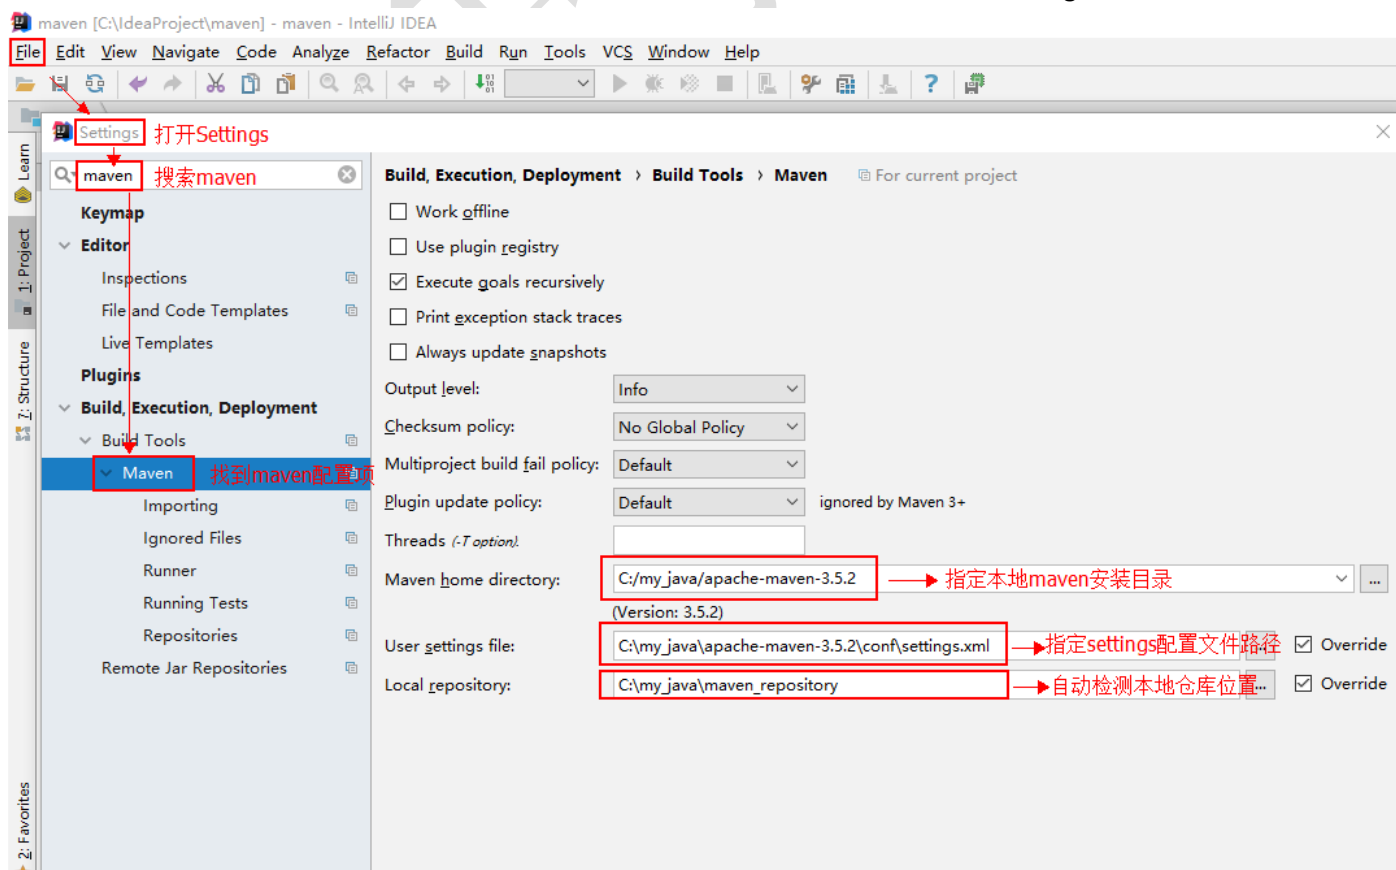 maven [C:\IdeaProject\maven] - maven - IntelliJ IDEA
File Edit View Navigate Code Analyze Refactor Build Run Tools VCS Window Help
Settings 打开Settings
maven 搜索maven
Build, Execution, Deployment › Build Tools › Maven For current project
Keymap
Editor
Inspections
File and Code Templates
Live Templates
Plugins
Build, Execution, Deployment
Build Tools
Maven 找到maven配置项
Importing
Ignored Files
Runner
Running Tests
Repositories
Remote Jar Repositories
Work offline
Use plugin registry
Execute goals recursively
Print exception stack traces
Always update snapshots
Output level: Info
Checksum policy: No Global Policy
Multiproject build fail policy: Default
Plugin update policy: Default ignored by Maven 3+
Threads (-T option):
Maven home directory: C:/my_java/apache-maven-3.5.2 指定本地maven安装目录 ...
(Version: 3.5.2)
User settings file: C:\my_java\apache-maven-3.5.2\conf\settings.xml 指定settings配置文件路径 Override
Local repository: C:\my_java\maven_repository 自动检测本地仓库位置 ... Override
Learn
1: Project
7: Structure
2: Favorites